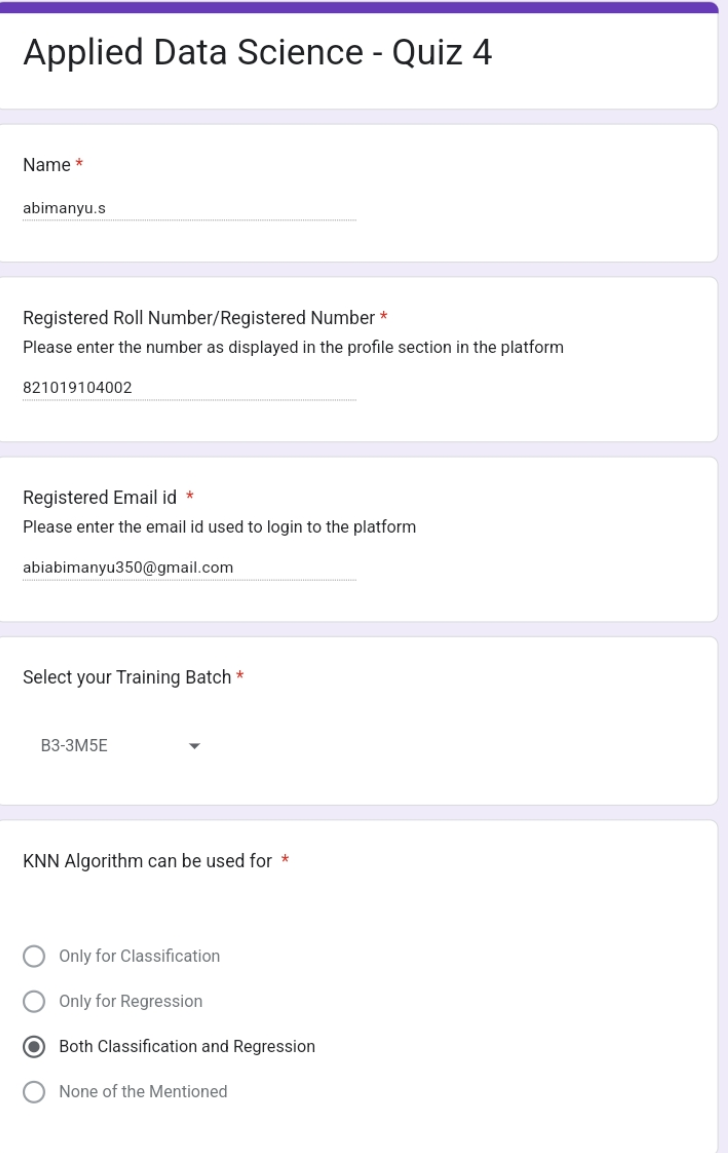 Applied Data Science - Quiz 4
Name *
abimanyu.s
Registered Roll Number/Registered Number *
Please enter the number as displayed in the profile section in the platform
821019104002
Registered Email id *
Please enter the email id used to login to the platform
abiabimanyu350@gmail.com
Select your Training Batch *
B3-3M5E
KNN Algorithm can be used for *
Only for Classification
Only for Regression
Both Classification and Regression
None of the Mentioned